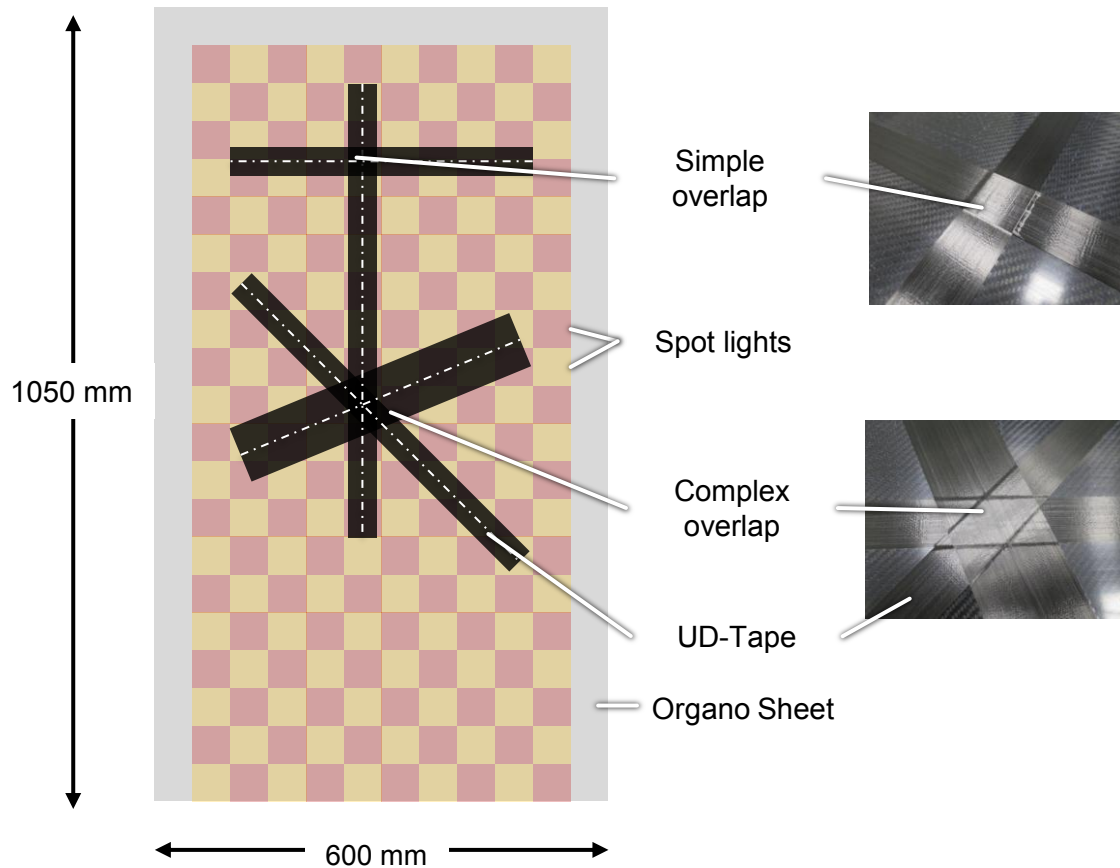 Simple
overlap
Spot lights
1050 mm
Complex
overlap
UD-Tape
Organo Sheet
600 mm